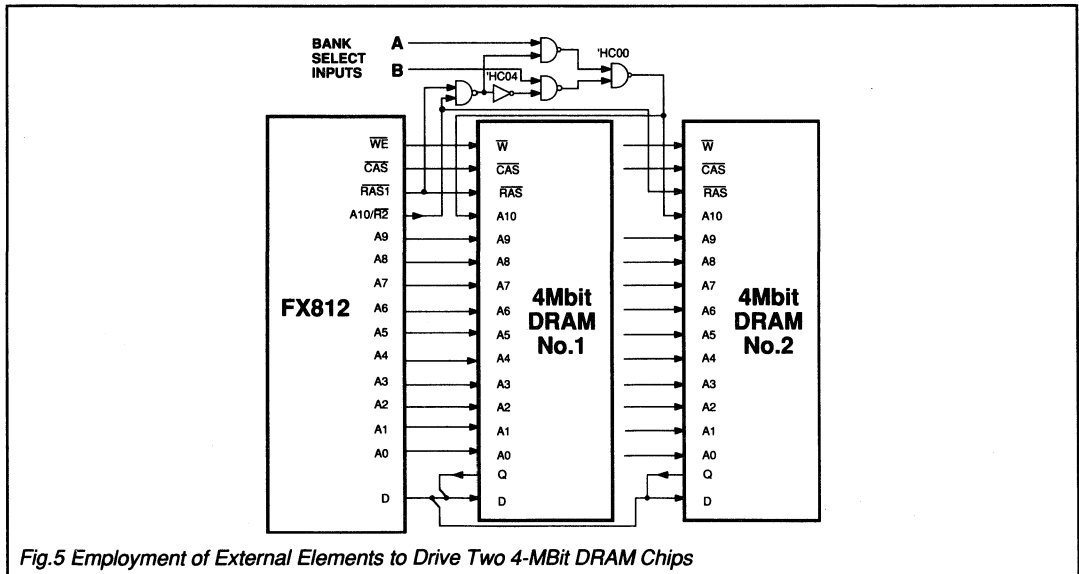 BANK
SELECT
INPUTS
A
B
'HC04
'HC00
FX812
WE
CAS
RAS1
A10/R2
A9
A8
A7
A6
A5
A4
A3
A2
A1
A0
D
W
CAS
RAS
A10
A9
A8
A7
A6
A5
A4
A3
A2
A1
A0
Q
D
4Mbit
DRAM
No.1
W
CAS
RAS
A10
A9
A8
A7
A6
A5
A4
A3
A2
A1
A0
Q
D
4Mbit
DRAM
No.2
Fig.5 Employment of External Elements to Drive Two 4-MBit DRAM Chips